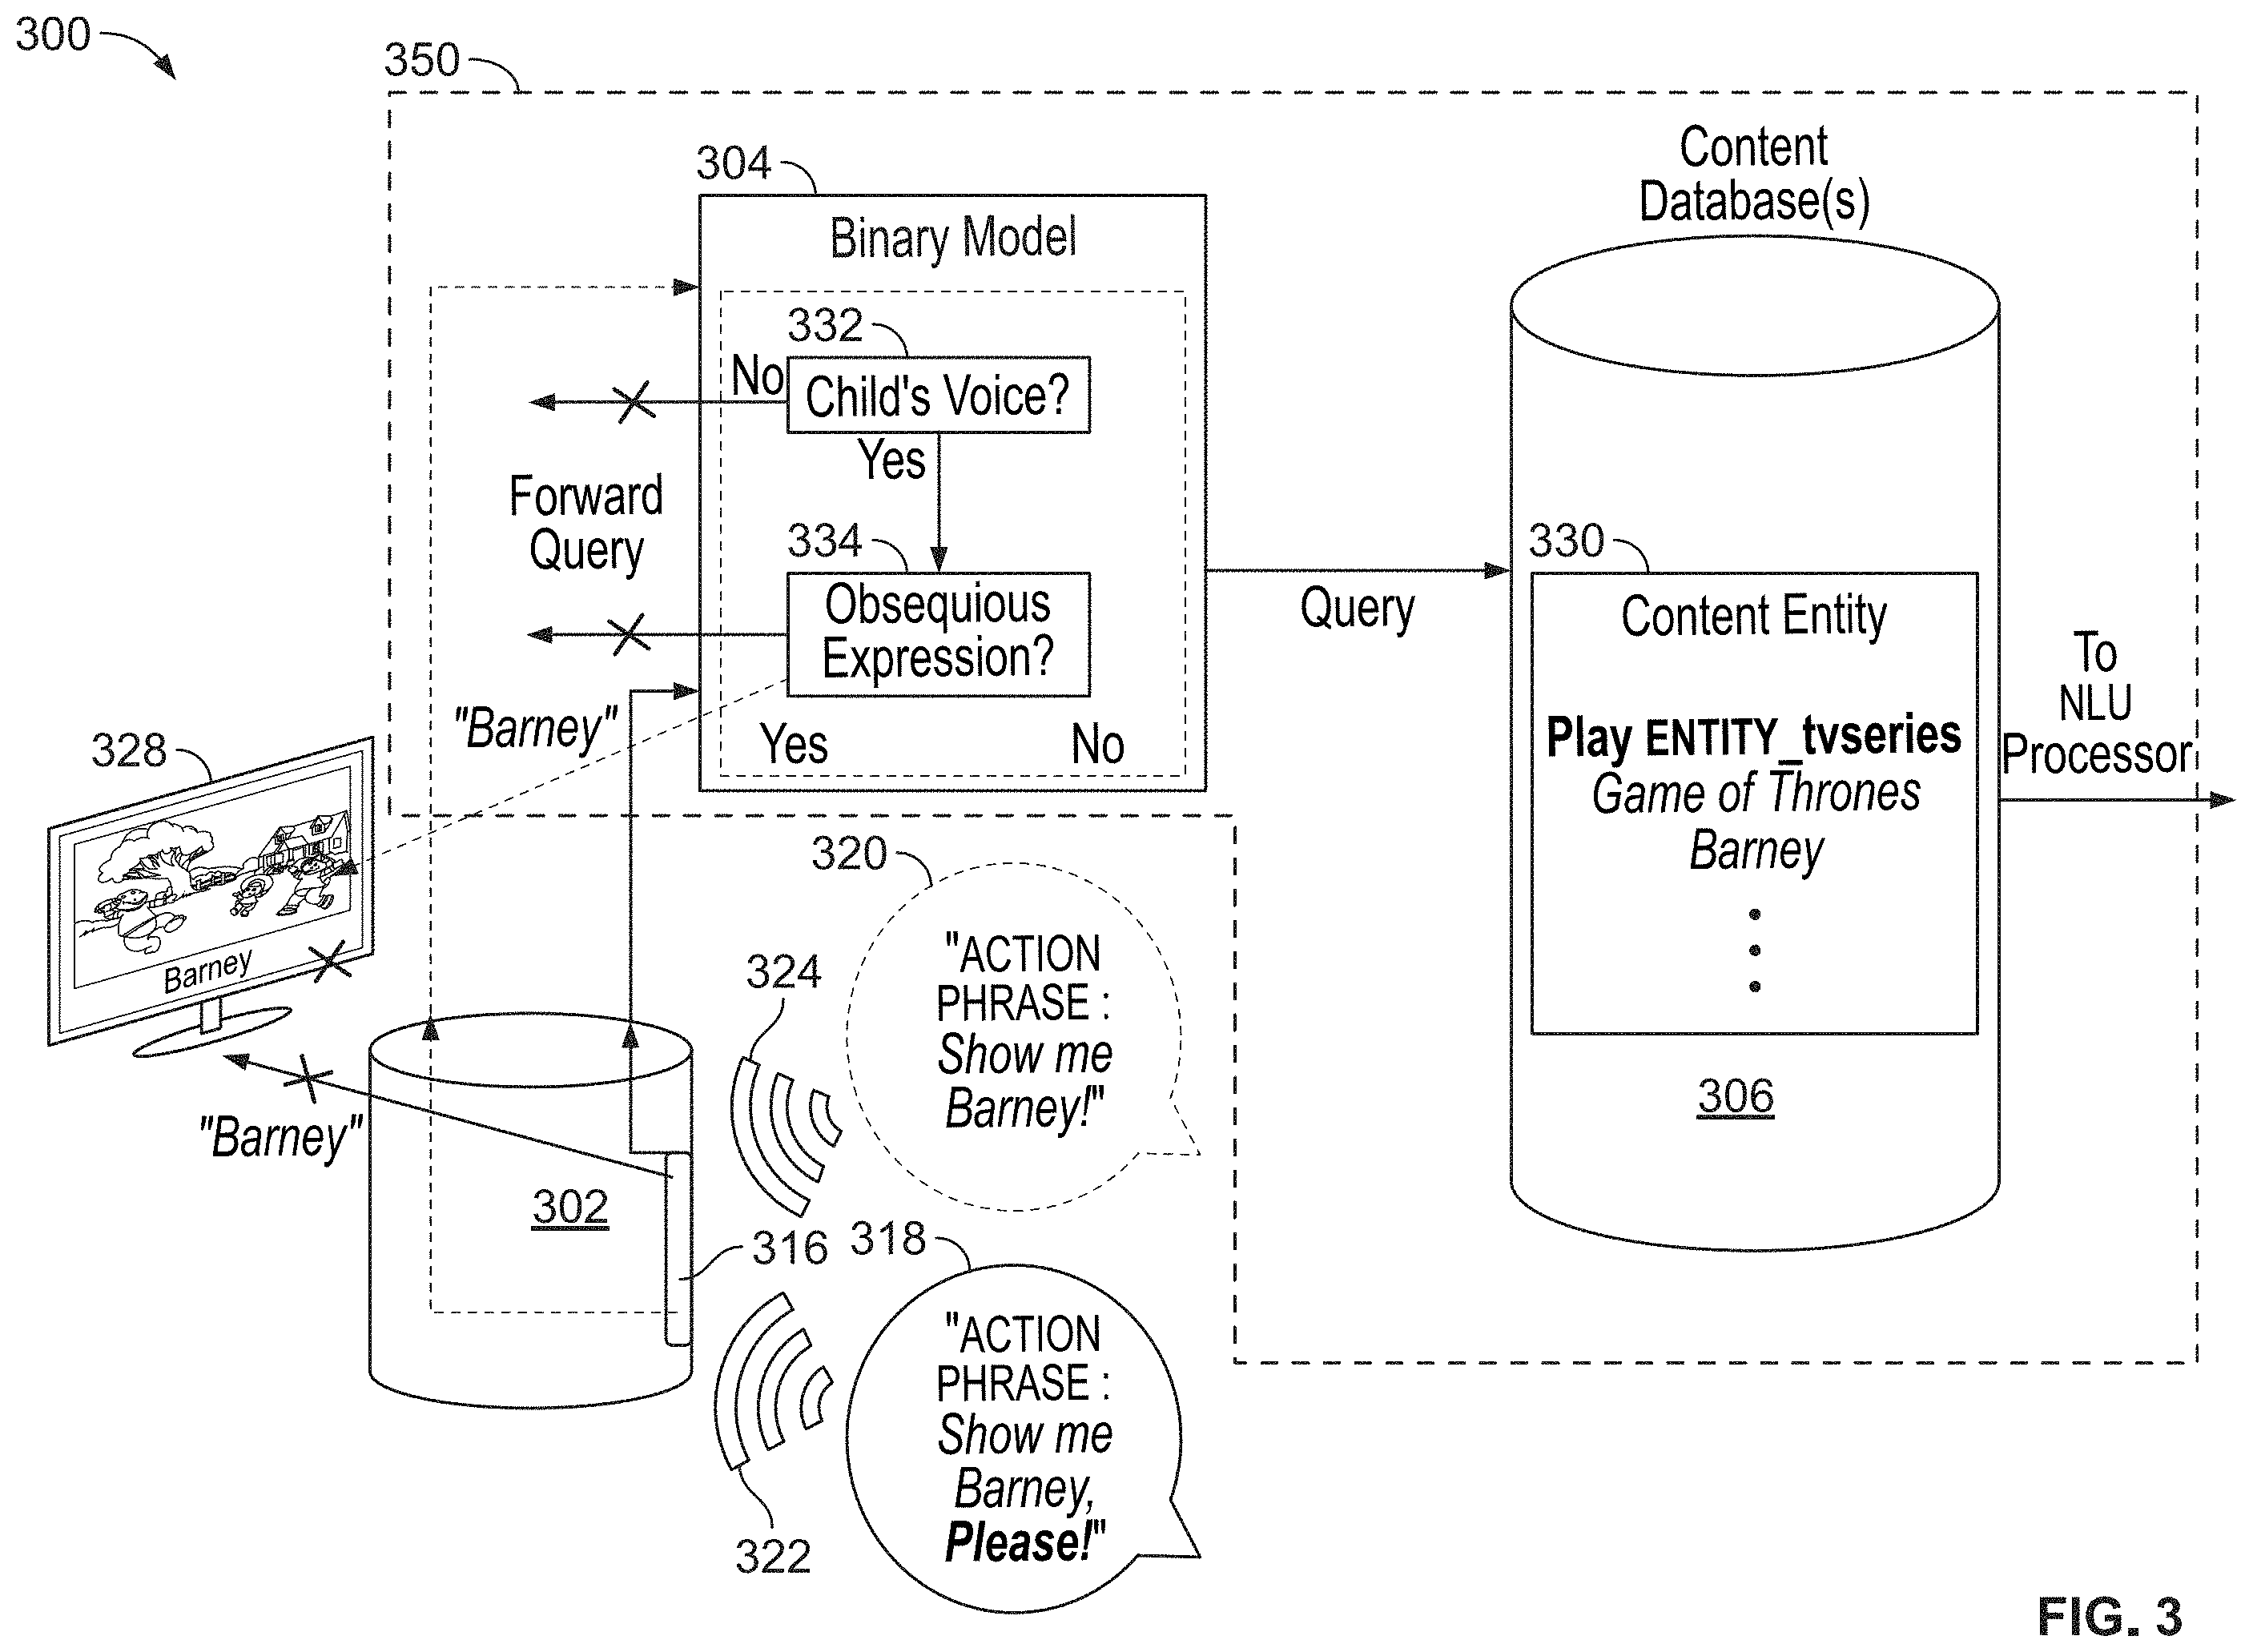 300
350
304
Content
Database(s)
Binary Model
332
No
Child's Voice?
Yes
Forward
Query
334
Obsequious
Expression?
Yes
No
Query
330
Content Entity
Play ENTITY_tvseries
Game of Thrones
Barney
306
To
NLU
Processor
"Barney"
328
Barney
"Barney"
302
316
320
"ACTION
PHRASE :
Show me
Barney!"
324
318
"ACTION
PHRASE :
Show me
Barney,
Please!"
322
FIG. 3